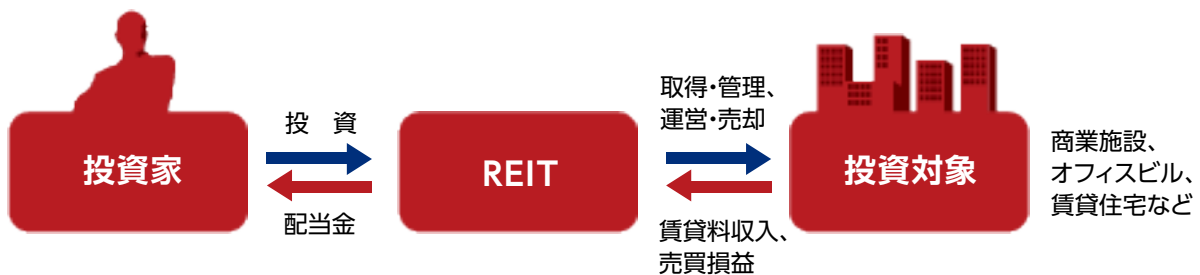 投資家
投　資
配当金
REIT
取得・管理、
運営・売却
賃貸料収入、
売買損益
投資対象
商業施設、
オフィスビル、
賃貸住宅など